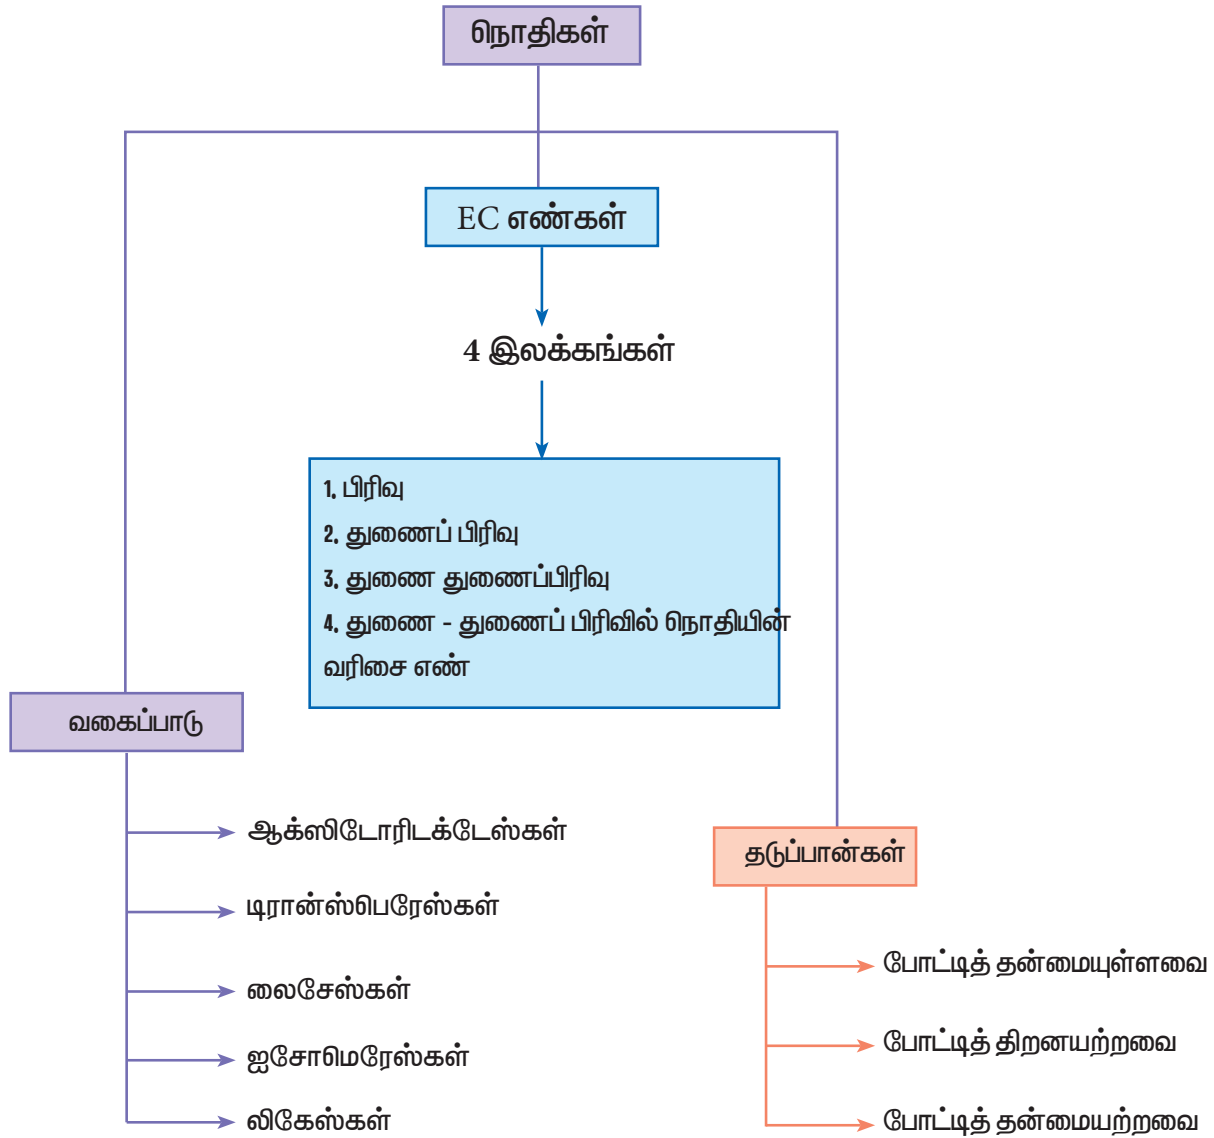 நொதிகள்
EC எண்கள்
4 இலக்கங்கள்
1. பிரிவு
2. துணைப் பிரிவு
3. துணை துணைப்பிரிவு
4. துணை - துணைப் பிரிவில் நொதியின்
வரிசை எண்
வகைப்பாடு
ஆக்ஸிடோரிடக்டேஸ்கள்
டிரான்ஸ்பெரேஸ்கள்
லைசேஸ்கள்
ஐசோமெரேஸ்கள்
லிகேஸ்கள்
தடுப்பான்கள்
போட்டித் தன்மையுள்ளவை
போட்டித் திறனயற்றவை
போட்டித் தன்மையற்றவை